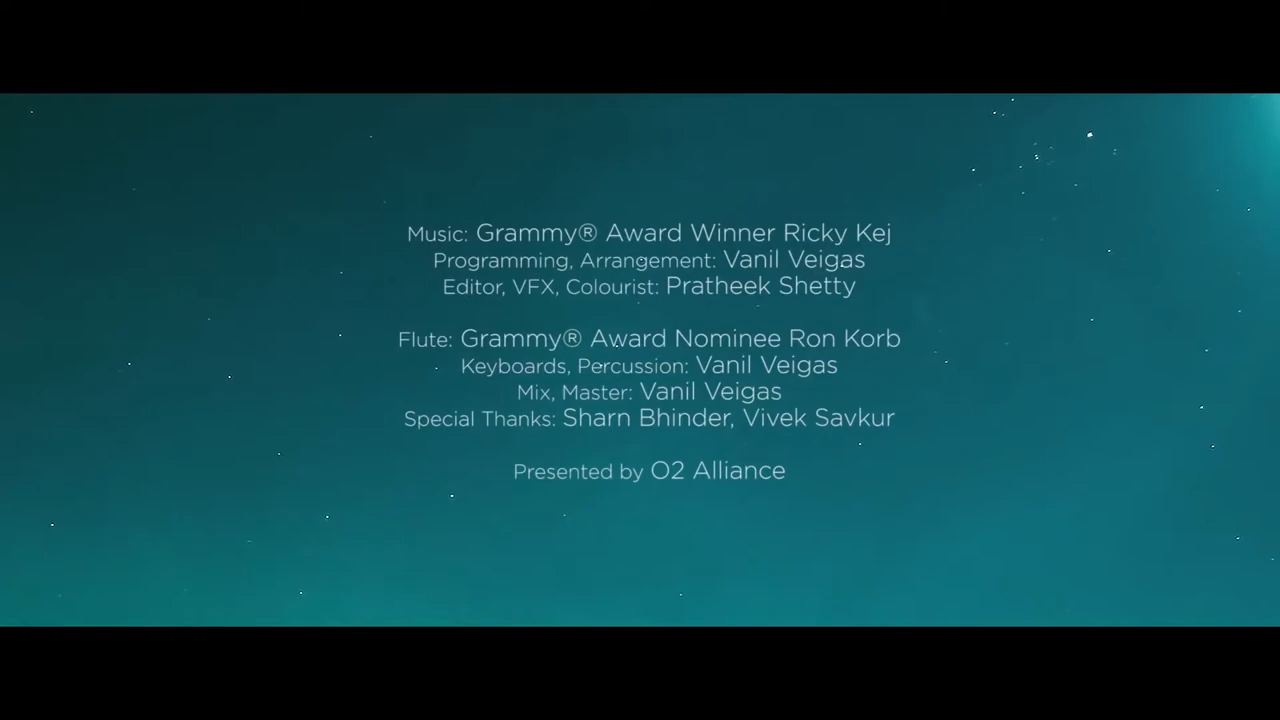 Music: Grammy® Award Winner Ricky Kej
Programming, Arrangement: Vanil Veigas
Editor, VFX, Colourist: Pratheek Shetty
Flute: Grammy® Award Nominee Ron Korb
Keyboards, Percussion: Vanil Veigas
Mix, Master: Vanil Veigas
Special Thanks: Sharn Bhinder, Vivek Savkur
Presented by O2 Alliance